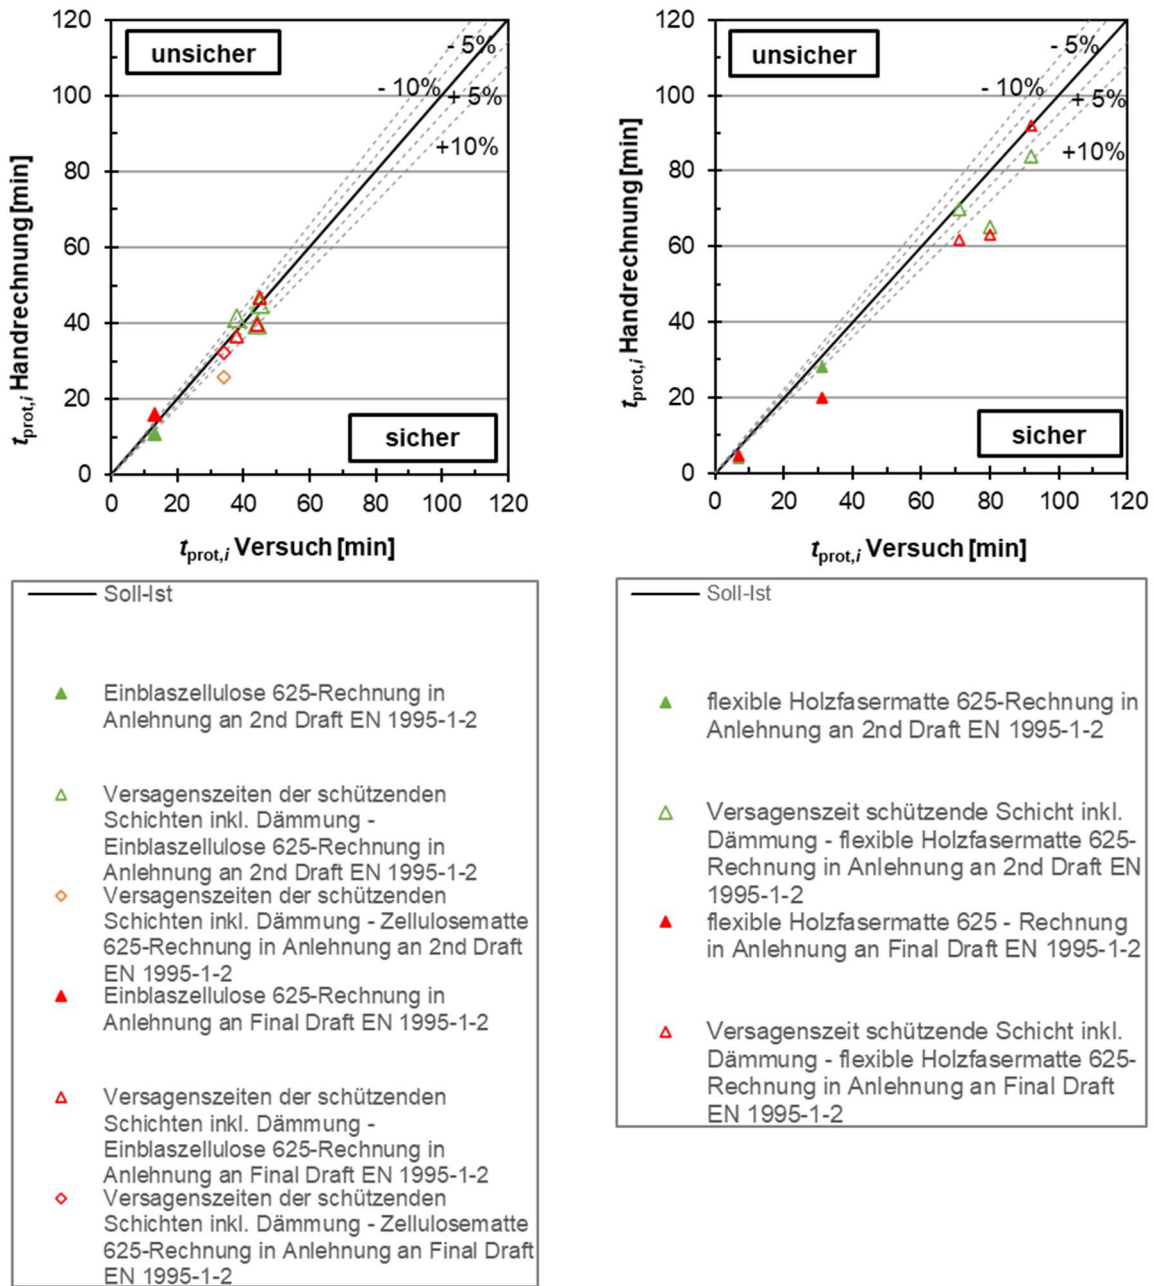 120
100
80
60
40
20
0
unsicher
- 5%
- 10%
+ 5%
+10%
sicher
0 20 40 60 80 100 120
t prot,i Handrechnung [min]
t prot,i Versuch [min]
Soll-Ist
Einblaszellulose 625-Rechnung in
Anlehnung an 2nd Draft EN 1995-1-2
Versagenszeiten der schützenden
Schichten inkl. Dämmung -
Einblaszellulose 625-Rechnung in
Anlehnung an 2nd Draft EN 1995-1-2
Versagenszeiten der schützenden
Schichten inkl. Dämmung - Zellulosematte
625-Rechnung in Anlehnung an 2nd Draft
EN 1995-1-2
Einblaszellulose 625-Rechnung in
Anlehnung an Final Draft EN 1995-1-2
Versagenszeiten der schützenden
Schichten inkl. Dämmung -
Einblaszellulose 625-Rechnung in
Anlehnung an Final Draft EN 1995-1-2
Versagenszeiten der schützenden
Schichten inkl. Dämmung - Zellulosematte
625-Rechnung in Anlehnung an Final Draft
EN 1995-1-2
120
100
80
60
40
20
0
unsicher
- 5%
- 10%
+ 5%
+10%
sicher
0 20 40 60 80 100 120
t prot,i Handrechnung [min]
t prot,i Versuch [min]
Soll-Ist
flexible Holzfasermatte 625-Rechnung in
Anlehnung an 2nd Draft EN 1995-1-2
Versagenszeit schützende Schicht inkl.
Dämmung - flexible Holzfasermatte 625-
Rechnung in Anlehnung an 2nd Draft EN
1995-1-2
flexible Holzfasermatte 625 - Rechnung
in Anlehnung an Final Draft EN 1995-1-2
Versagenszeit schützende Schicht inkl.
Dämmung - flexible Holzfasermatte 625-
Rechnung in Anlehnung an Final Draft
EN 1995-1-2